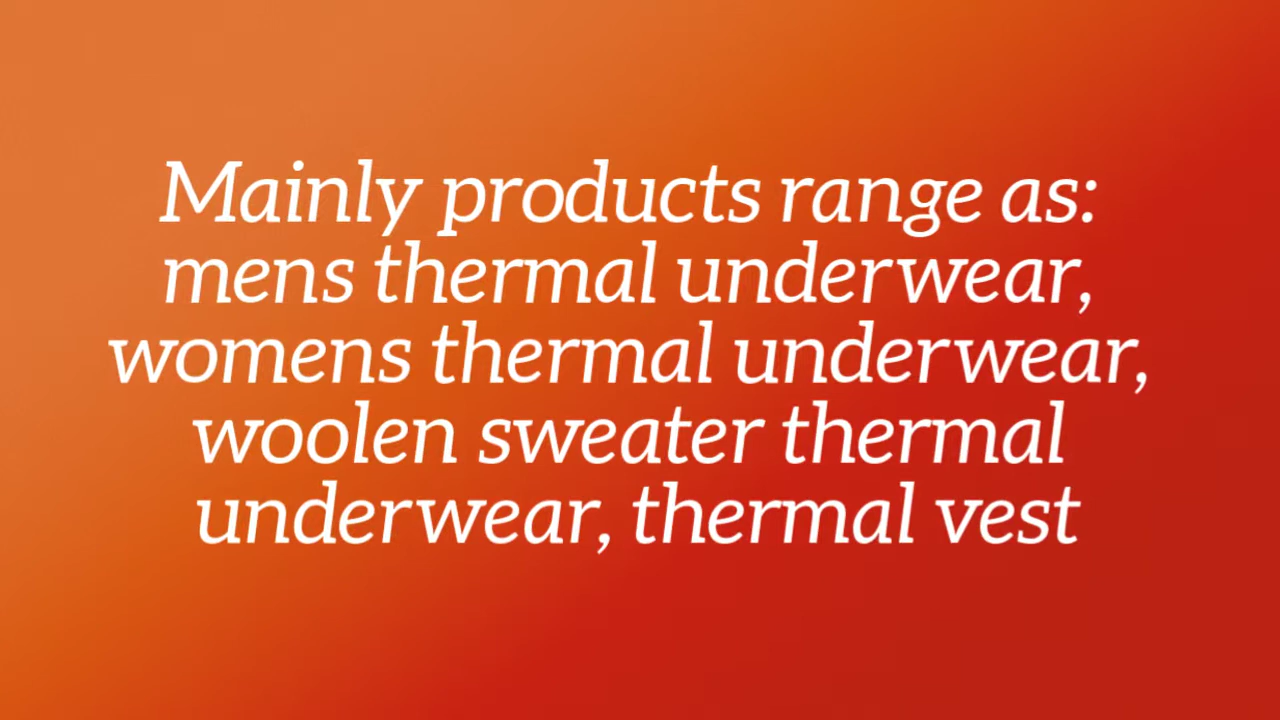 Mainly products range as:
mens thermal underwear,
womens thermal underwear,
woolen sweater thermal
underwear, thermal vest